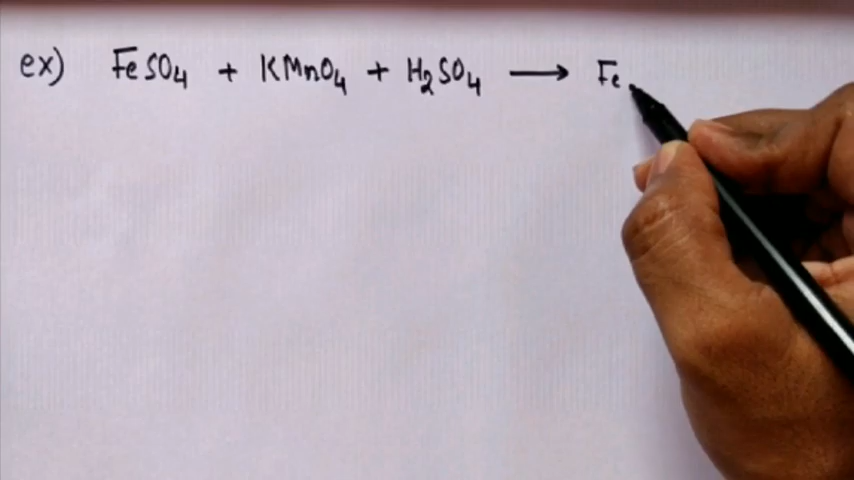 ex) FeSO4 + KMnO4 + H2SO4 ⟶ Fe